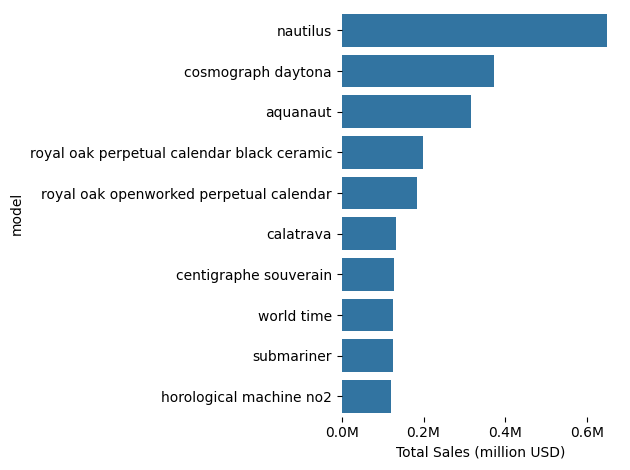 nautilus
cosmograph daytona
aquanaut
royal oak perpetual calendar black ceramic
royal oak openworked perpetual calendar
calatrava
centigraphe souverain
world time
submariner
horological machine no2
model
0.0M 0.2M 0.4M 0.6M
Total Sales (million USD)